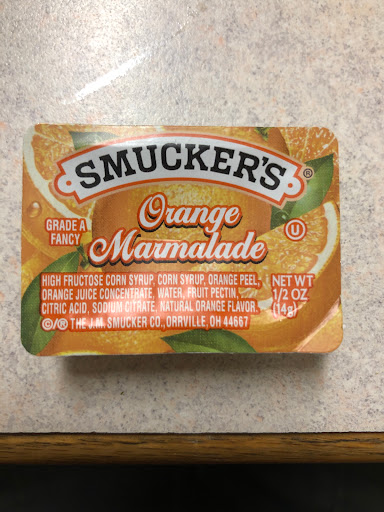 SMUCKER'S®
Orange
Marmalade
GRADE A
FANCY
U
HIGH FRUCTOSE CORN SYRUP, CORN SYRUP, ORANGE PEEL,
ORANGE JUICE CONCENTRATE, WATER, FRUIT PECTIN,
CITRIC ACID, SODIUM CITRATE, NATURAL ORANGE FLAVOR.
©/® THE J.M. SMUCKER CO., ORRVILLE, OH 44667
NET WT
1/2 OZ
(14g)